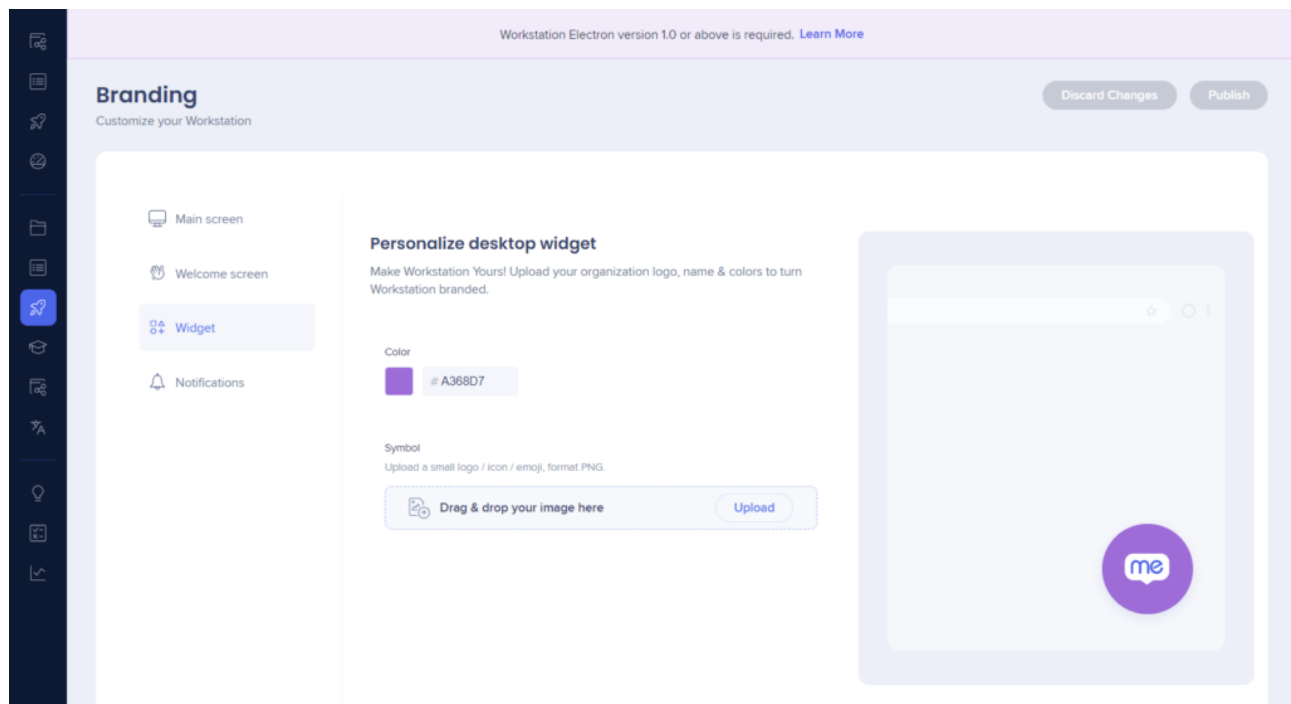 Workstation Electron version 1.0 or above is required. Learn More
Branding
Customize your Workstation
Discard Changes
Publish
Main screen
Welcome screen
Widget
Notifications
Personalize desktop widget
Make Workstation Yours! Upload your organization logo, name & colors to turn
Workstation branded.
Color
# A368D7
Symbol
Upload a small logo / icon / emoji, format PNG.
Drag & drop your image here
Upload
me